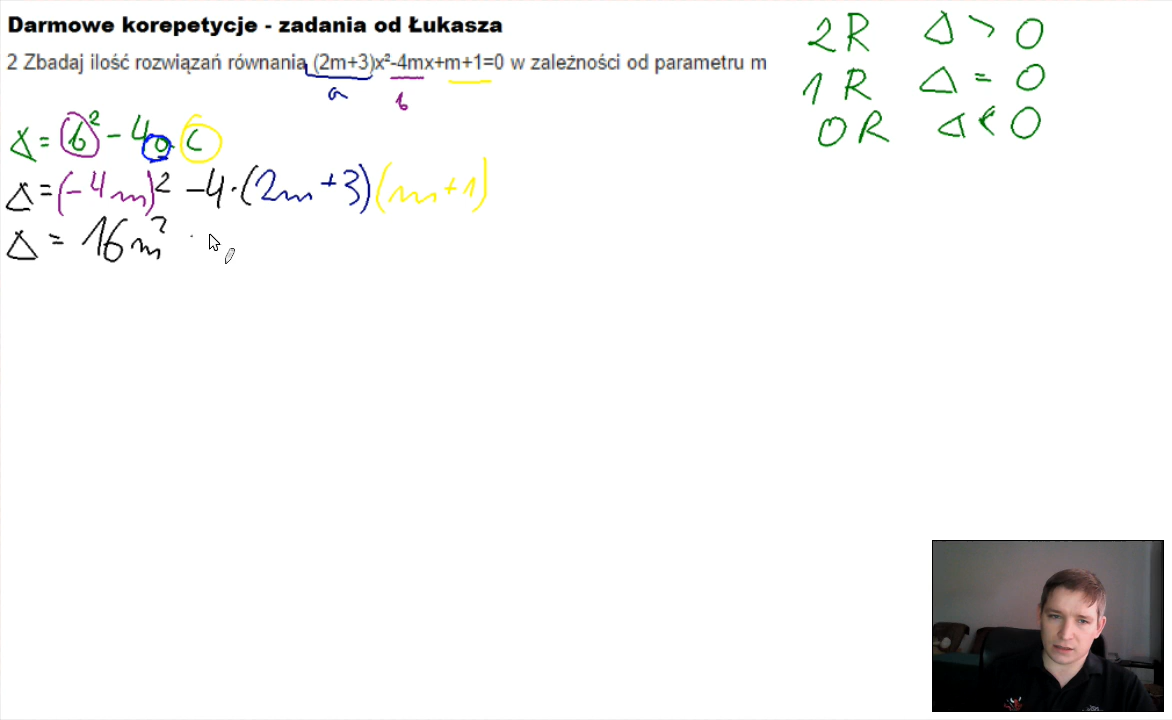 Darmowe korepetycje - zadania od Łukasza
2 Zbadaj ilość rozwiązań równania (2m+3)x²-4mx+m+1=0 w zależności od parametru m
a b
2R Δ > 0
1R Δ = 0
0R Δ < 0
Δ = b² - 4ac
Δ = (-4m)² - 4·(2m+3)(m+1)
Δ = 16m²